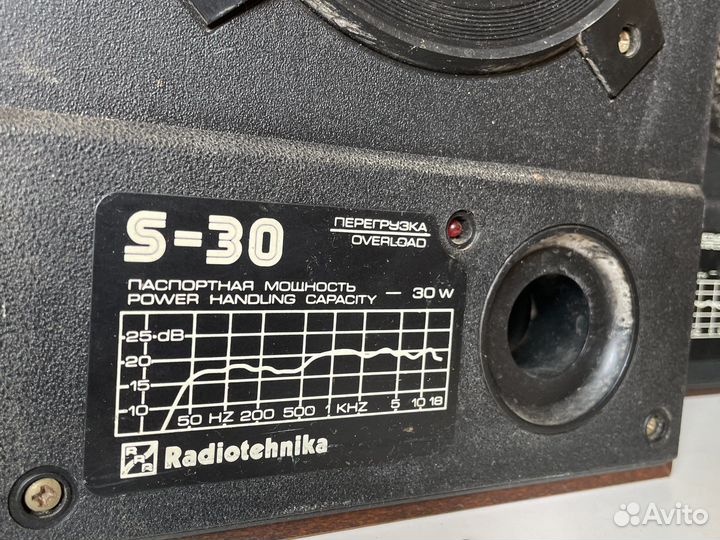 S-30
ПЕРЕГРУЗКА
OVERLOAD
ПАСПОРТНАЯ МОЩНОСТЬ
POWER HANDLING CAPACITY — 30 W
25 dB
20
15
10
50 HZ 200 500 1 KHZ 5 10 18
RRR Radiotehnika
Avito